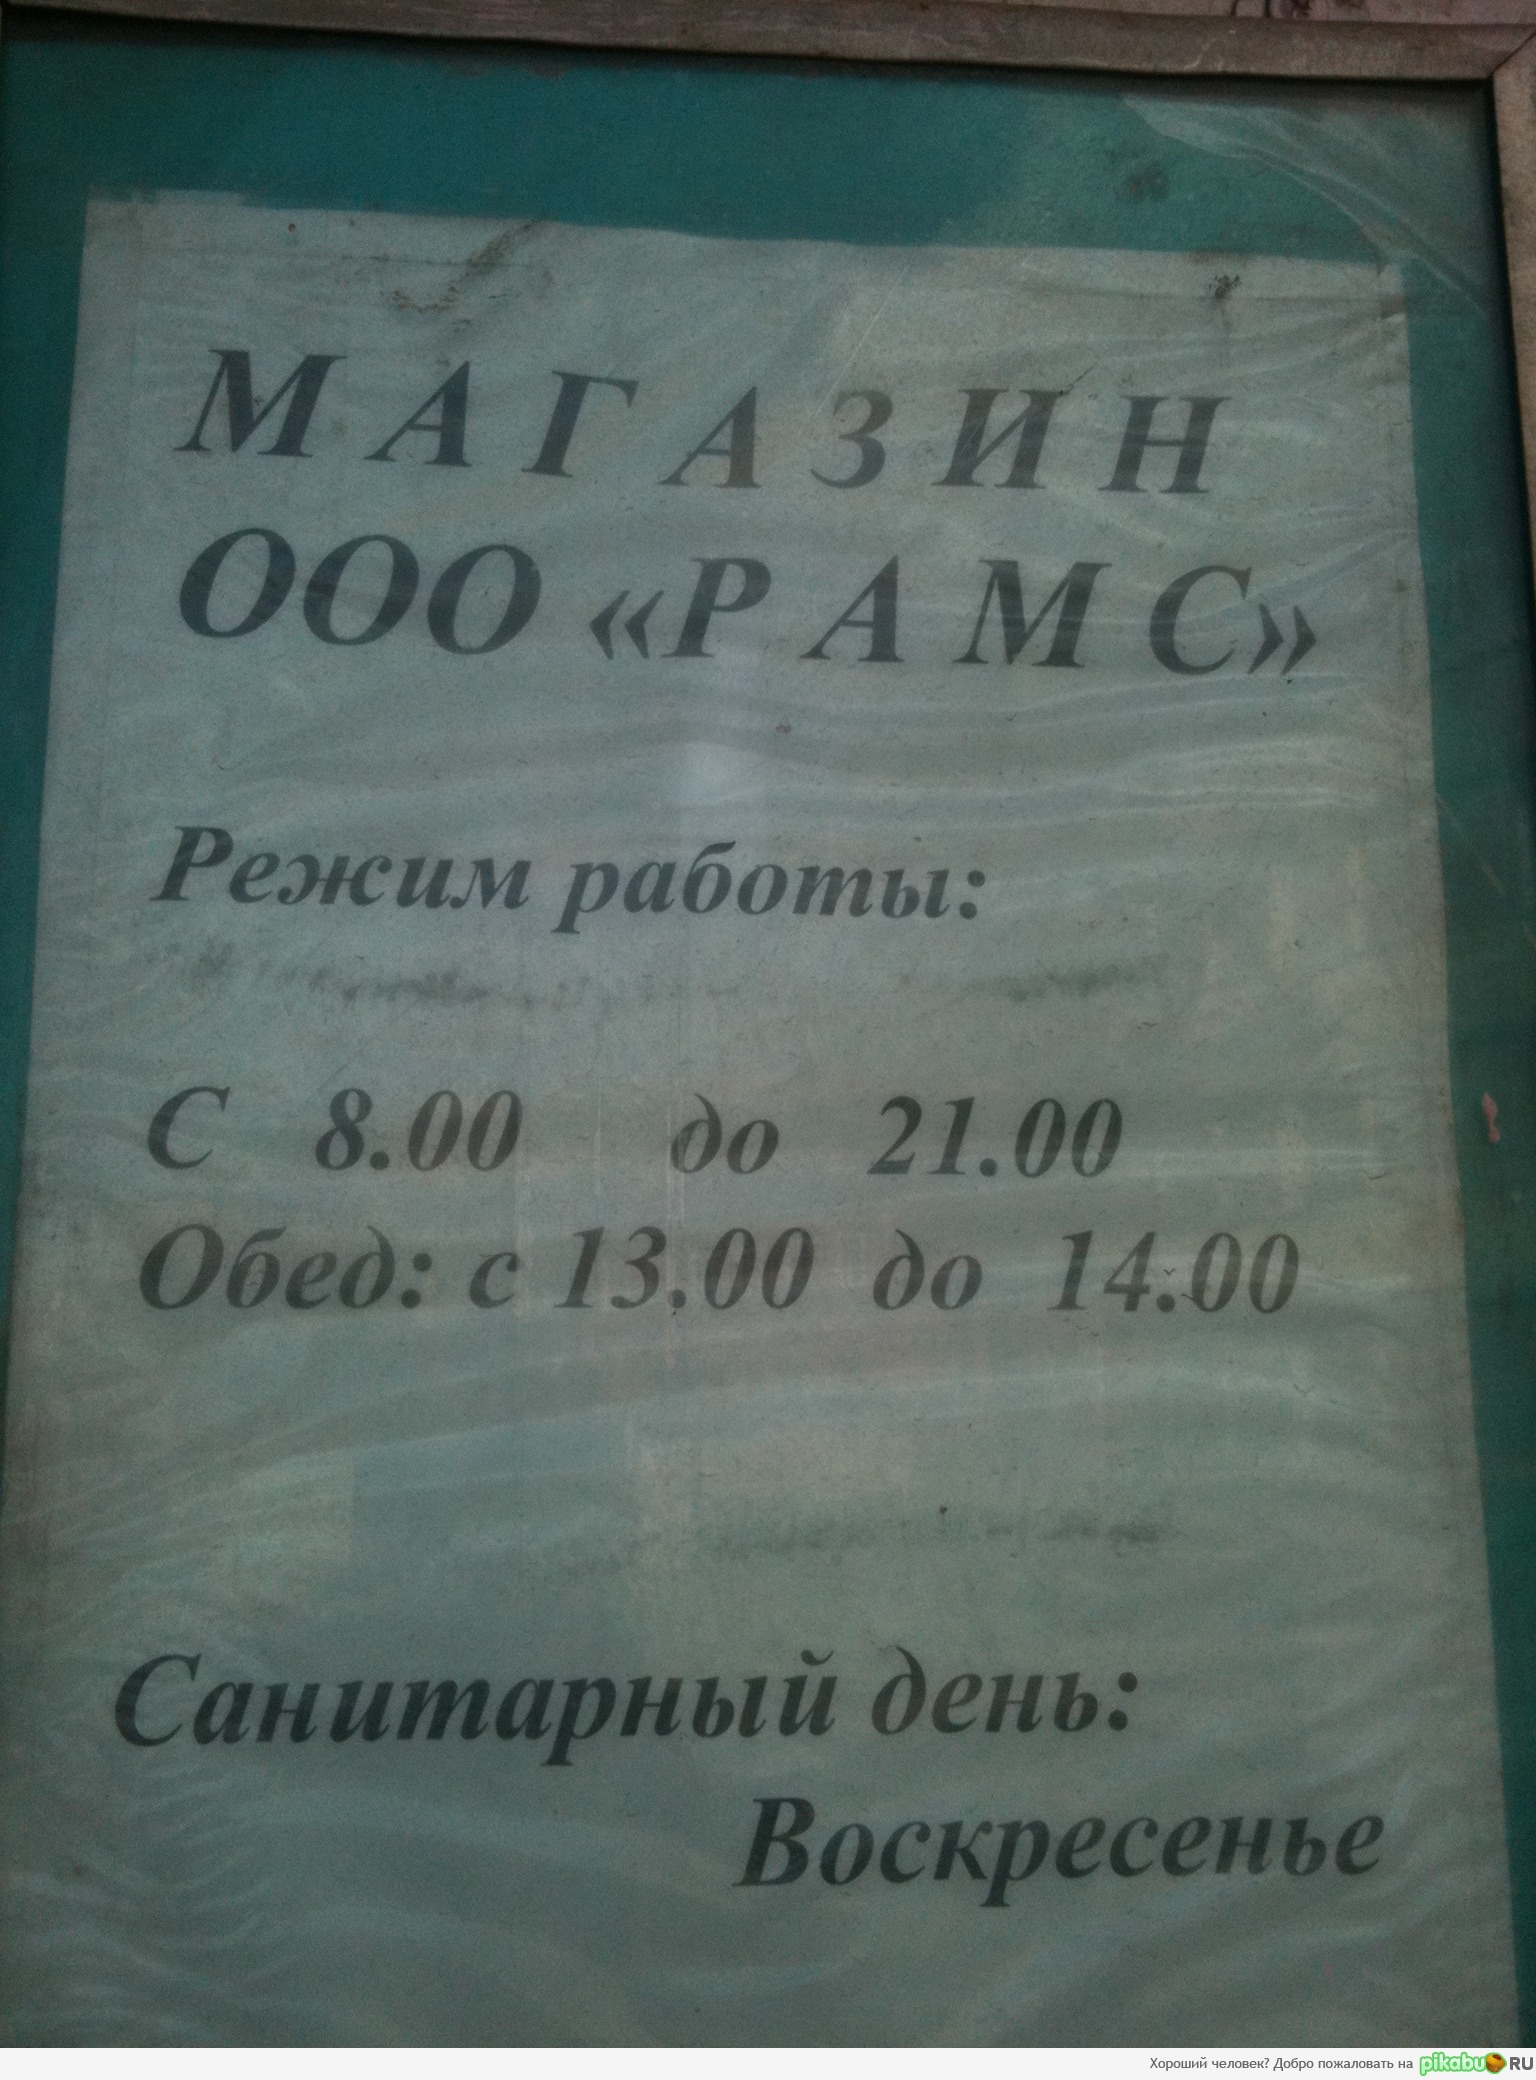 МАГАЗИН
ООО «РАМС»
Режим работы:
С 8.00 до 21.00
Обед: с 13.00 до 14.00
Санитарный день:
Воскресенье
Хороший человек? Добро пожаловать на pikabu.RU